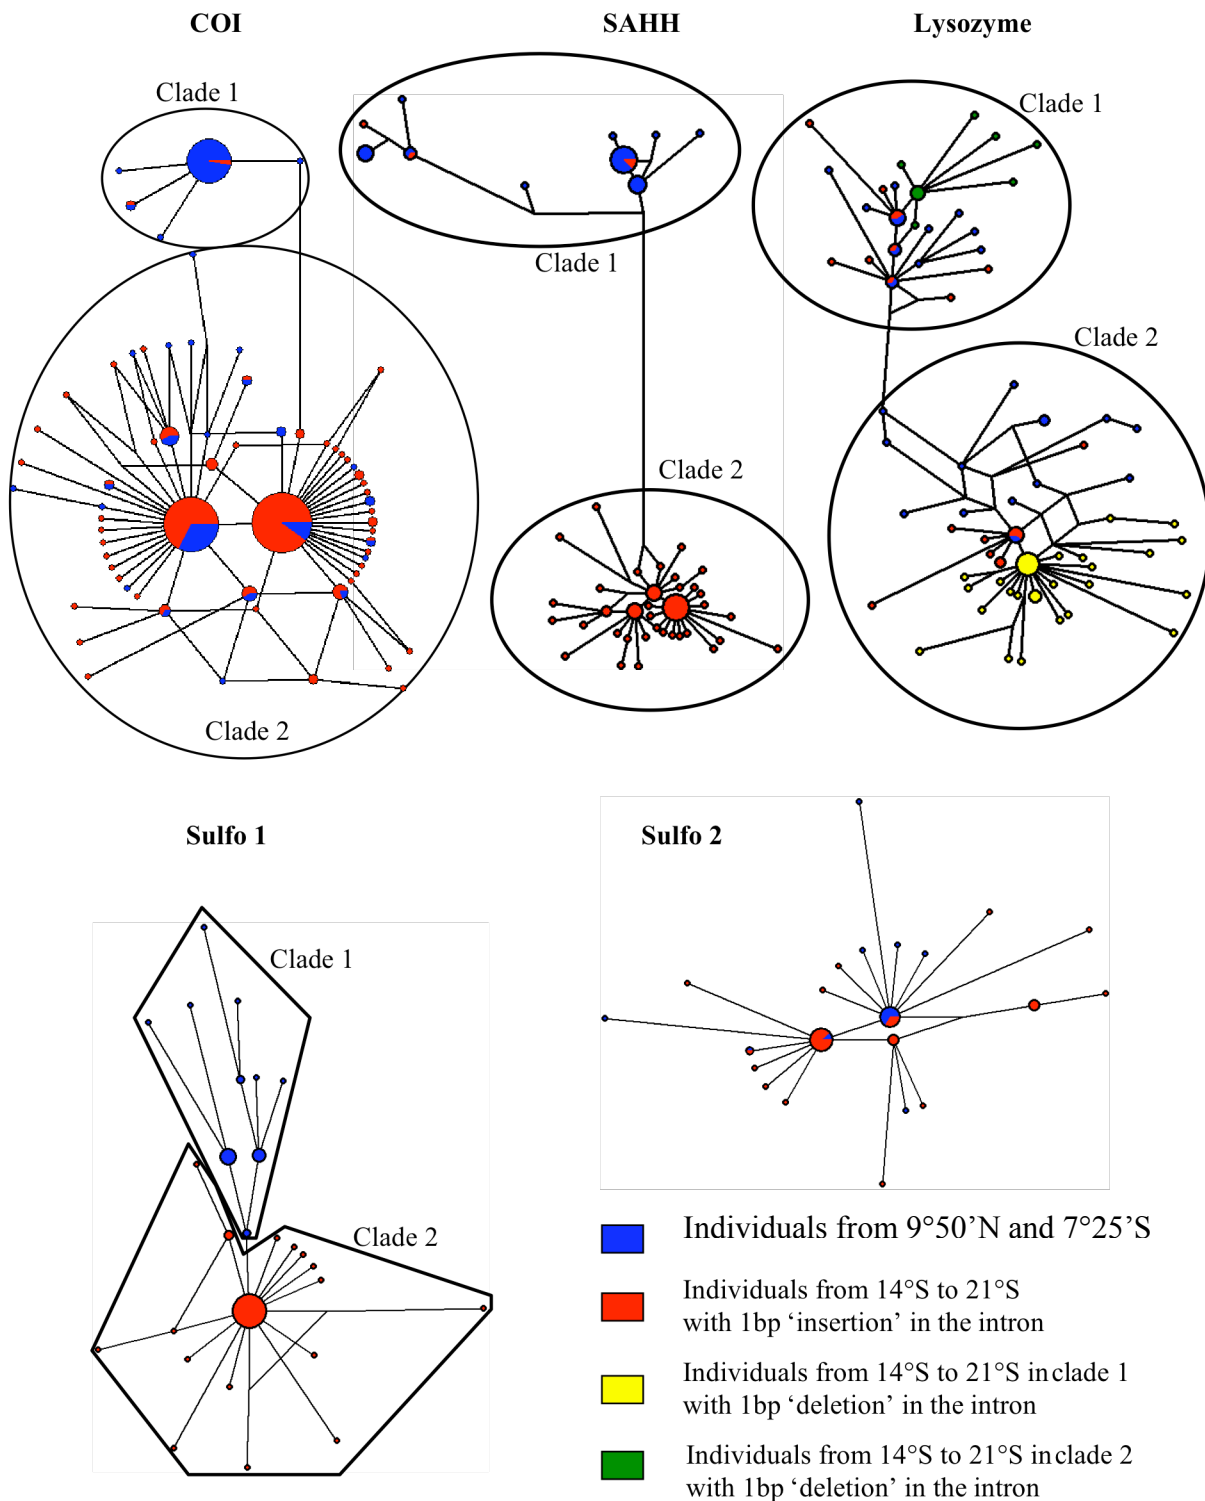 COI
SAHH
Lysozyme
Clade 1
Clade 1
Clade 1
Clade 2
Clade 2
Clade 2
Sulfo 1
Sulfo 2
Clade 1
Clade 2
Individuals from 9°50’N and 7°25’S
Individuals from 14°S to 21°S
with 1bp ‘insertion’ in the intron
Individuals from 14°S to 21°S in clade 1
with 1bp ‘deletion’ in the intron
Individuals from 14°S to 21°S in clade 2
with 1bp ‘deletion’ in the intron